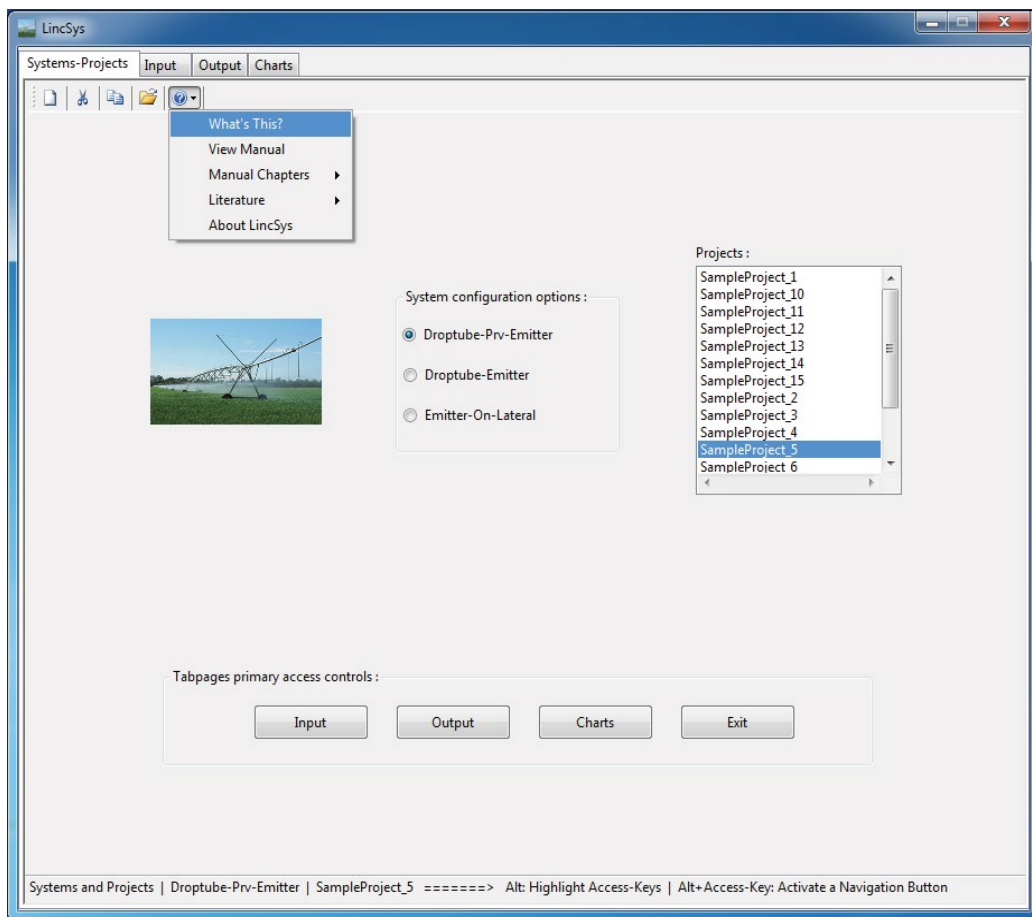 LincSys
Systems-Projects Input Output Charts
What's This?
View Manual
Manual Chapters
Literature
About LincSys
Projects :
SampleProject_1
SampleProject_10
SampleProject_11
SampleProject_12
SampleProject_13
SampleProject_14
SampleProject_15
SampleProject_2
SampleProject_3
SampleProject_4
SampleProject_5
SampleProject_6
System configuration options :
Droptube-Prv-Emitter
Droptube-Emitter
Emitter-On-Lateral
Tabpages primary access controls :
Input Output Charts Exit
Systems and Projects | Droptube-Prv-Emitter | SampleProject_5 =======> Alt: Highlight Access-Keys | Alt+Access-Key: Activate a Navigation Button